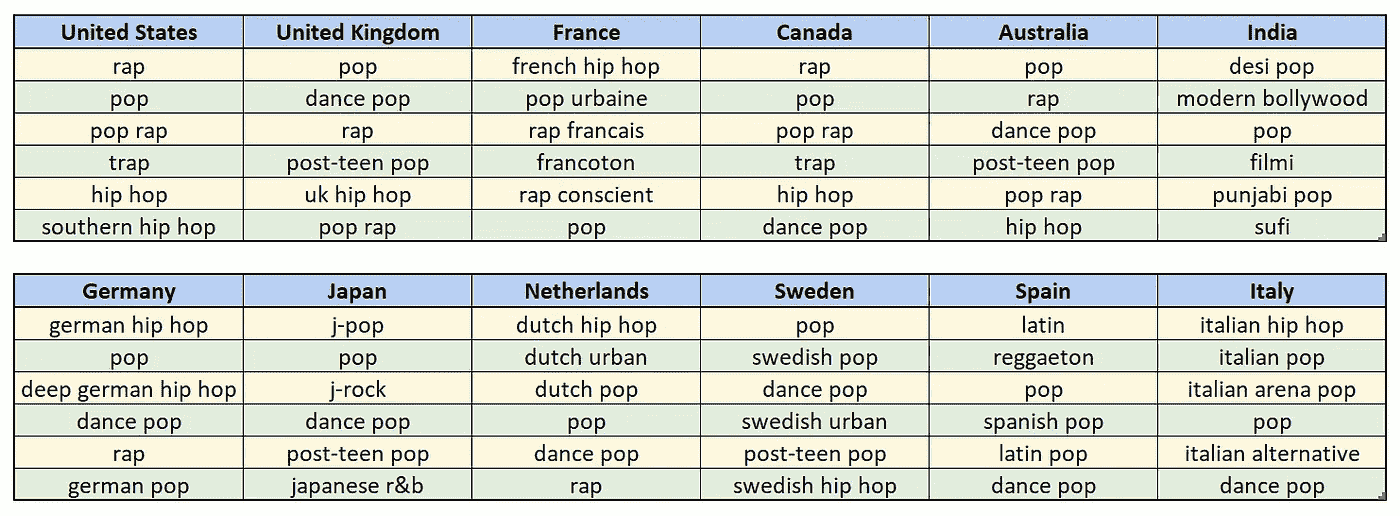 United States United Kingdom France Canada Australia India
rap pop french hip hop rap pop desi pop
pop dance pop pop urbaine pop rap modern bollywood
pop rap rap rap francais pop rap dance pop pop
trap post-teen pop francoton trap post-teen pop filmi
hip hop uk hip hop rap conscient hip hop pop rap punjabi pop
southern hip hop pop rap pop dance pop hip hop sufi
Germany Japan Netherlands Sweden Spain Italy
german hip hop j-pop dutch hip hop pop latin italian hip hop
pop pop dutch urban swedish pop reggaeton italian pop
deep german hip hop j-rock dutch pop dance pop pop italian arena pop
dance pop dance pop pop swedish urban spanish pop pop
rap post-teen pop dance pop post-teen pop latin pop italian alternative
german pop japanese r&b rap swedish hip hop dance pop dance pop